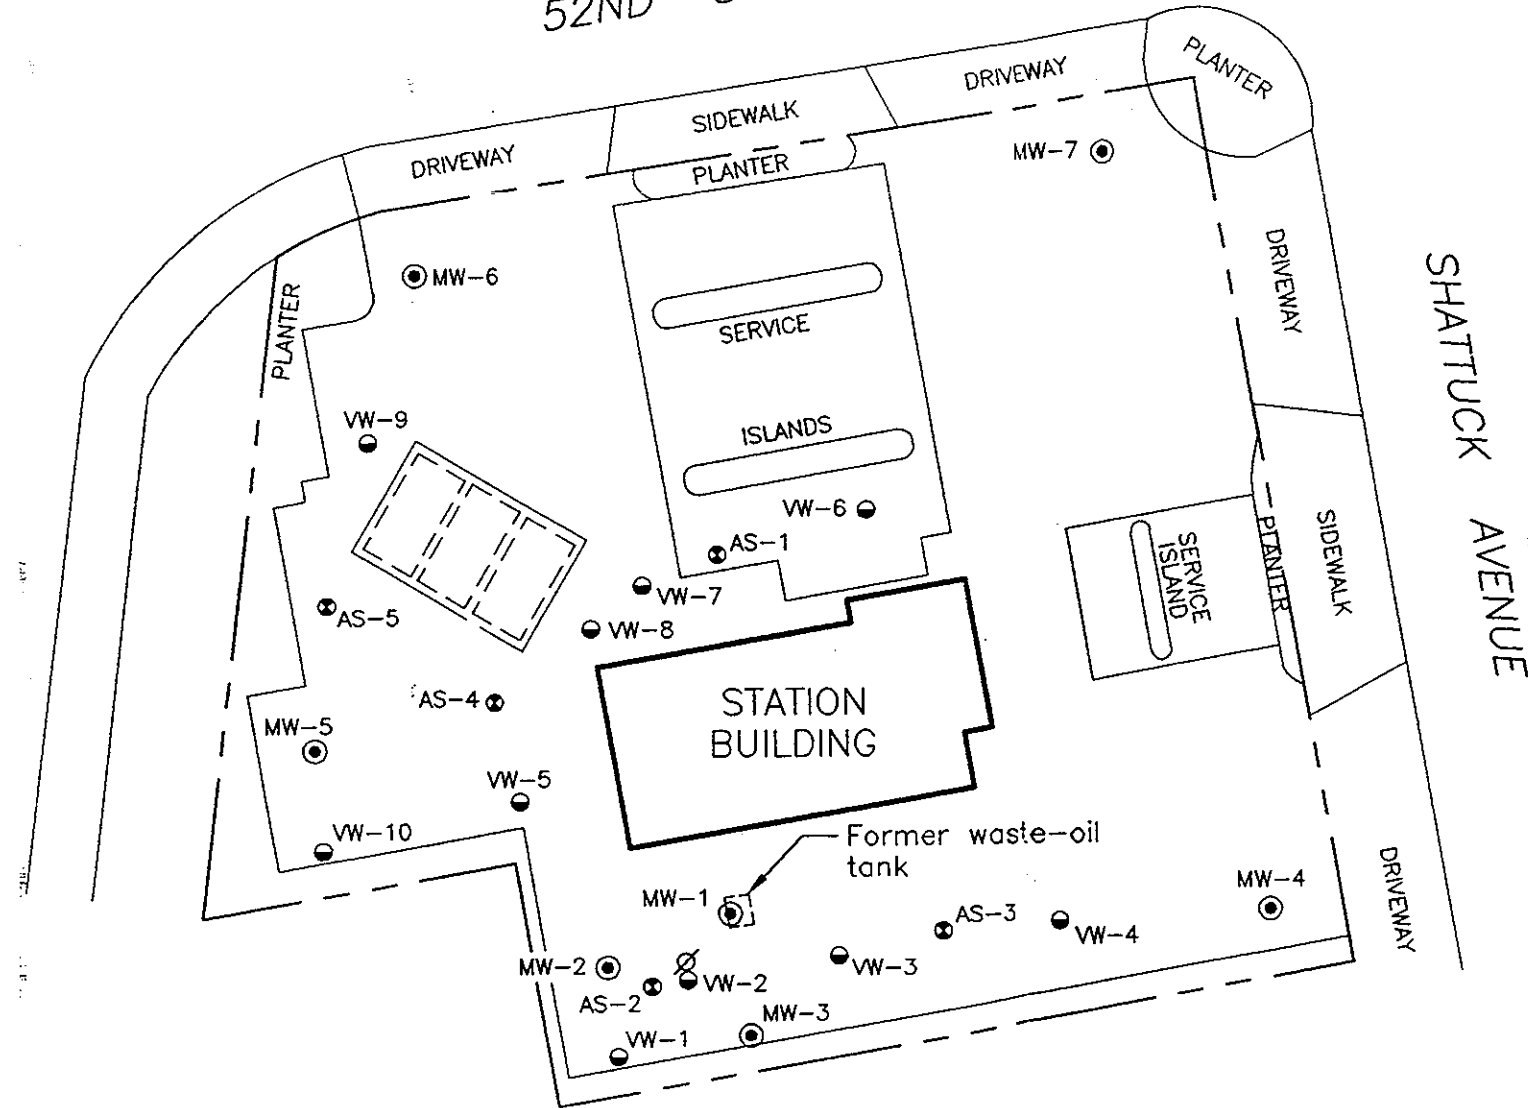 52ND
DRIVEWAY
PLANTER
SIDEWALK
DRIVEWAY
PLANTER
MW-7
MW-6
PLANTER
SERVICE
DRIVEWAY
SHATTUCK AVENUE
VW-9
ISLANDS
VW-6
AS-1
SERVICE
ISLAND
PLANTER
SIDEWALK
VW-7
AS-5
VW-8
AS-4
STATION
BUILDING
MW-5
VW-5
VW-10
Former waste-oil
tank
MW-1
MW-4
DRIVEWAY
AS-3
VW-4
MW-2
VW-3
VW-2
AS-2
MW-3
VW-1